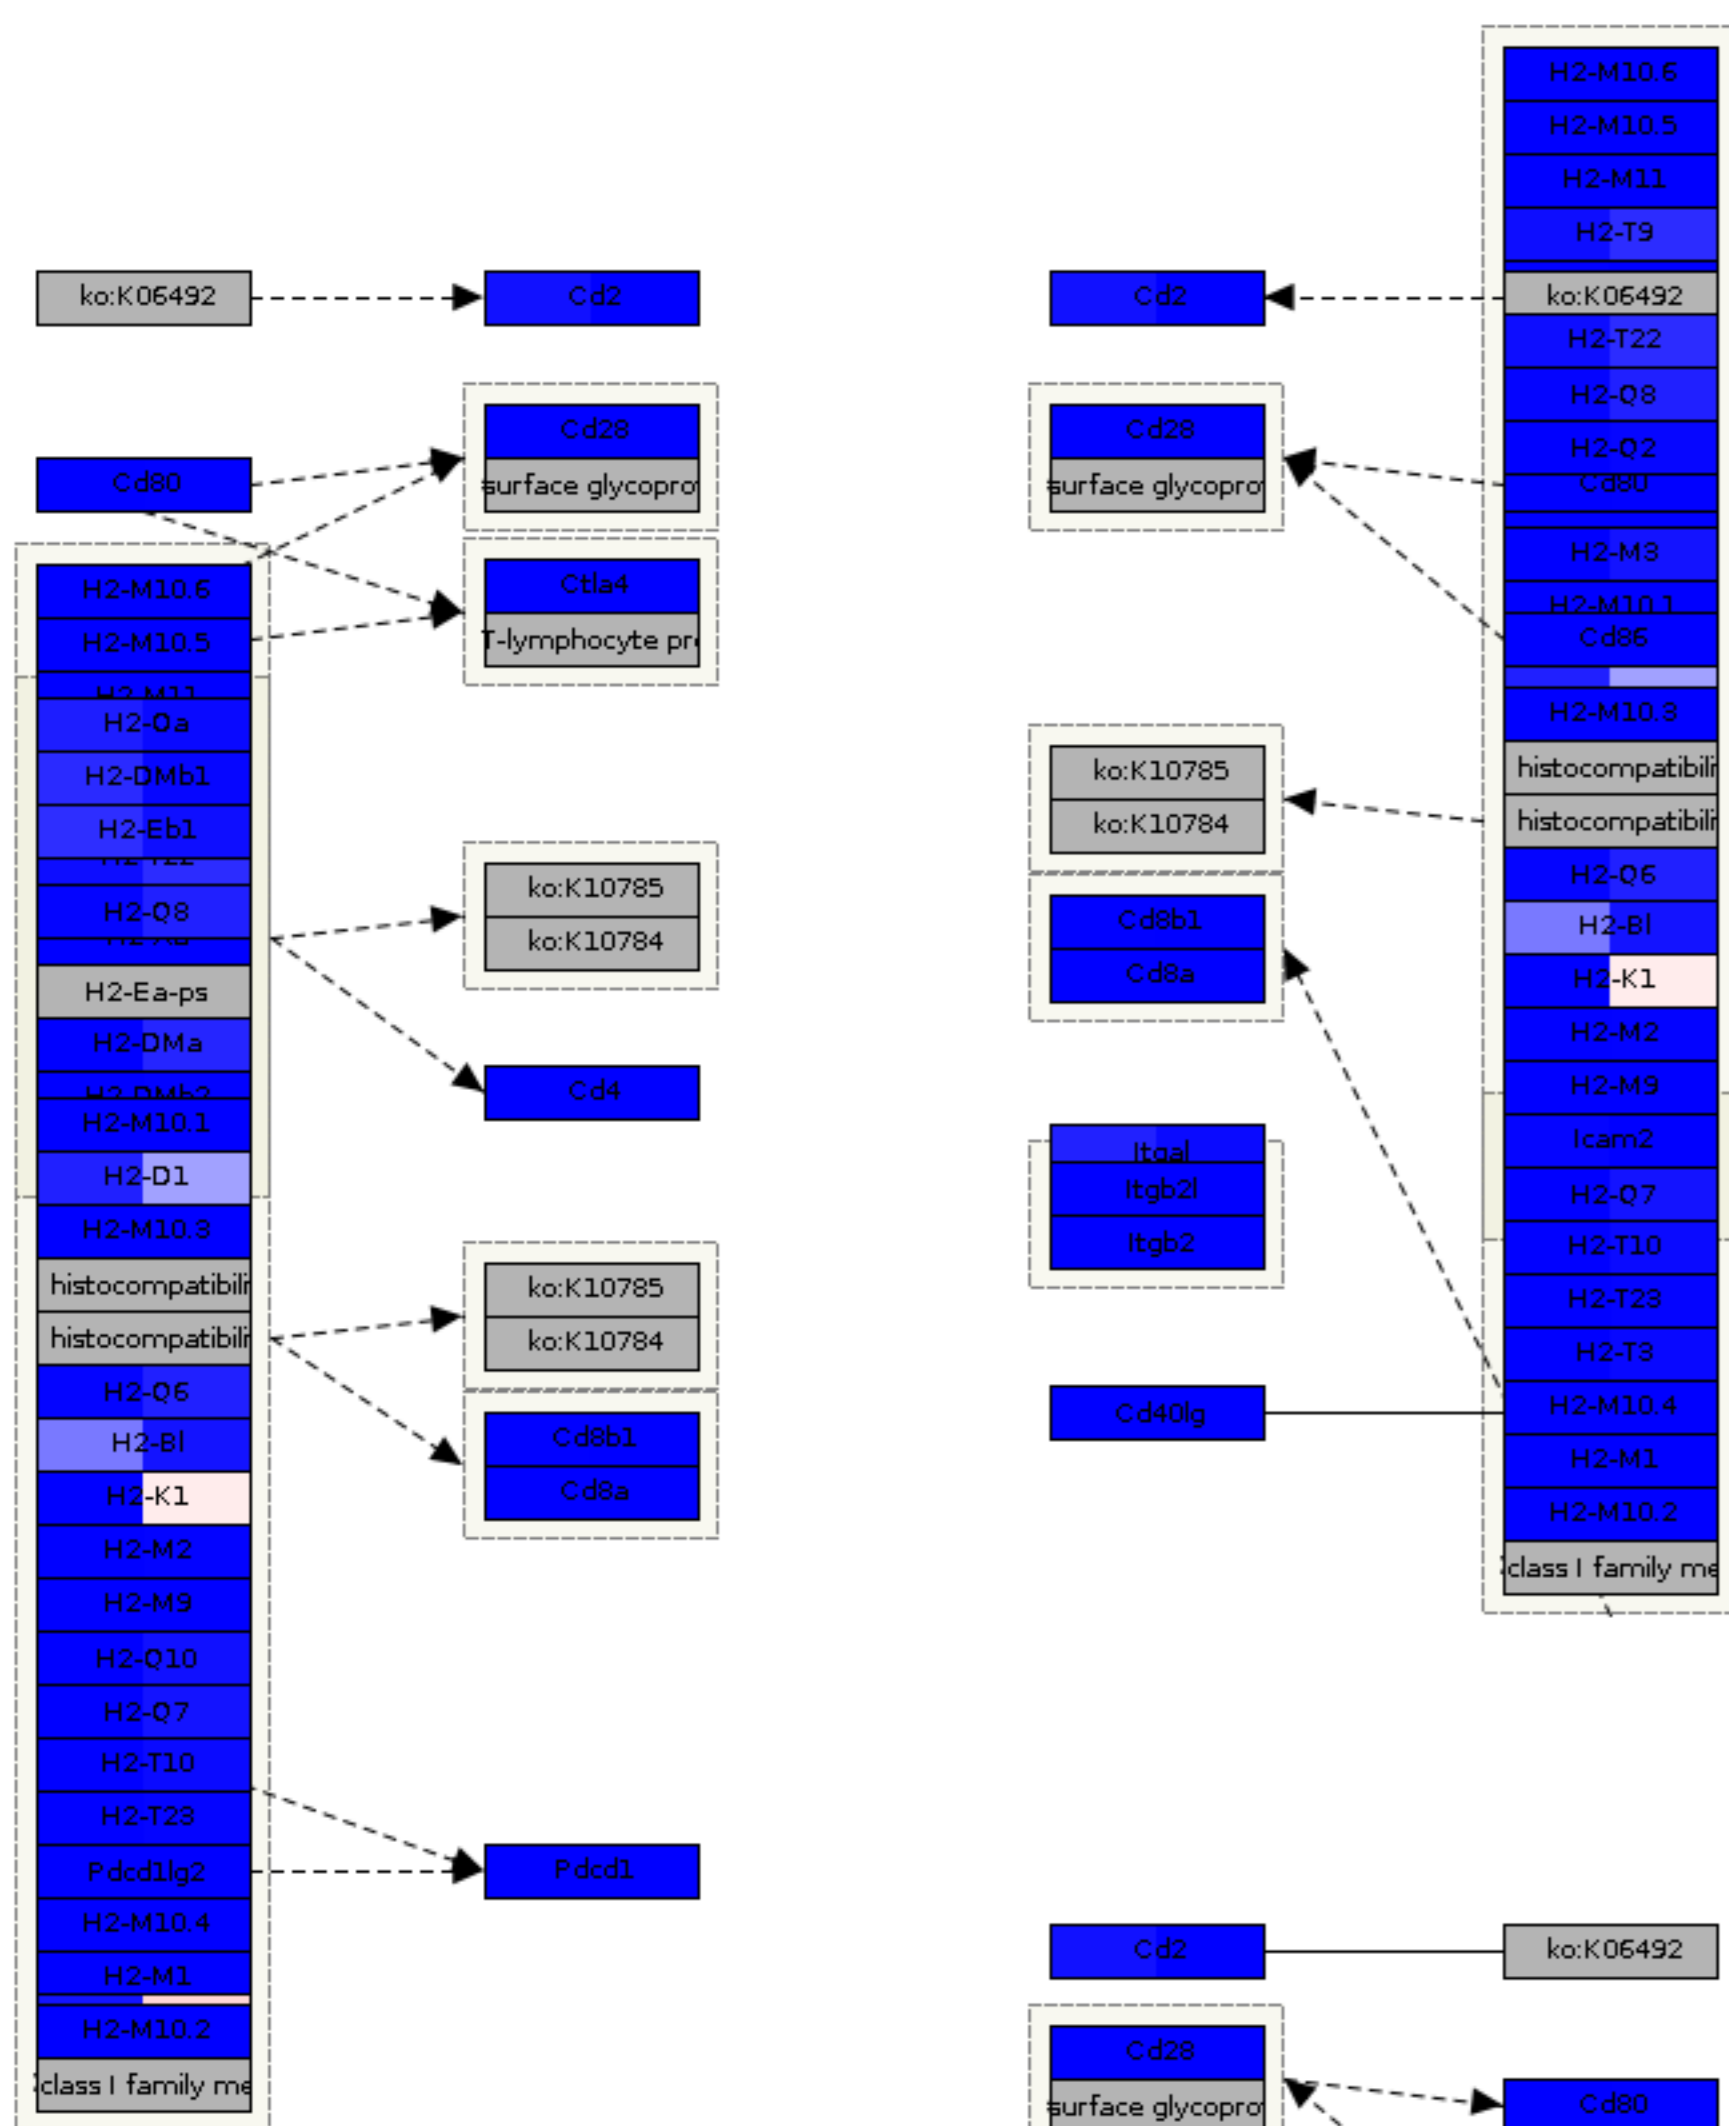 ko:K06492
Cd2
Cd80
Cd28
surface glycopro
Ctla4
T-lymphocyte pr
H2-M10.6
H2-M10.5
H2-M11
H2-Oa
H2-DMb1
H2-Eb1
H2-Q8
H2-Ea-ps
H2-DMa
H2-DMb2
H2-M10.1
H2-D1
H2-M10.3
histocompatibili
histocompatibili
H2-Q6
H2-Bl
H2-K1
H2-M2
H2-M9
H2-Q10
H2-Q7
H2-T10
H2-T23
Pdcd1lg2
H2-M10.4
H2-M1
H2-M10.2
class I family me
ko:K10785
ko:K10784
Cd4
ko:K10785
ko:K10784
Cd8b1
Cd8a
Pdcd1
Cd2
Cd28
surface glycopro
ko:K10785
ko:K10784
Cd8b1
Cd8a
Itgal
Itgb2l
Itgb2
Cd40lg
Cd2
Cd28
surface glycopro
H2-M10.6
H2-M10.5
H2-M11
H2-T9
ko:K06492
H2-T22
H2-Q8
H2-Q2
Cd80
H2-M3
H2-M10.1
Cd86
H2-M10.3
histocompatibili
histocompatibili
H2-Q6
H2-Bl
H2-K1
H2-M2
H2-M9
Icam2
H2-Q7
H2-T10
H2-T23
H2-T3
H2-M10.4
H2-M1
H2-M10.2
class I family me
ko:K06492
Cd80